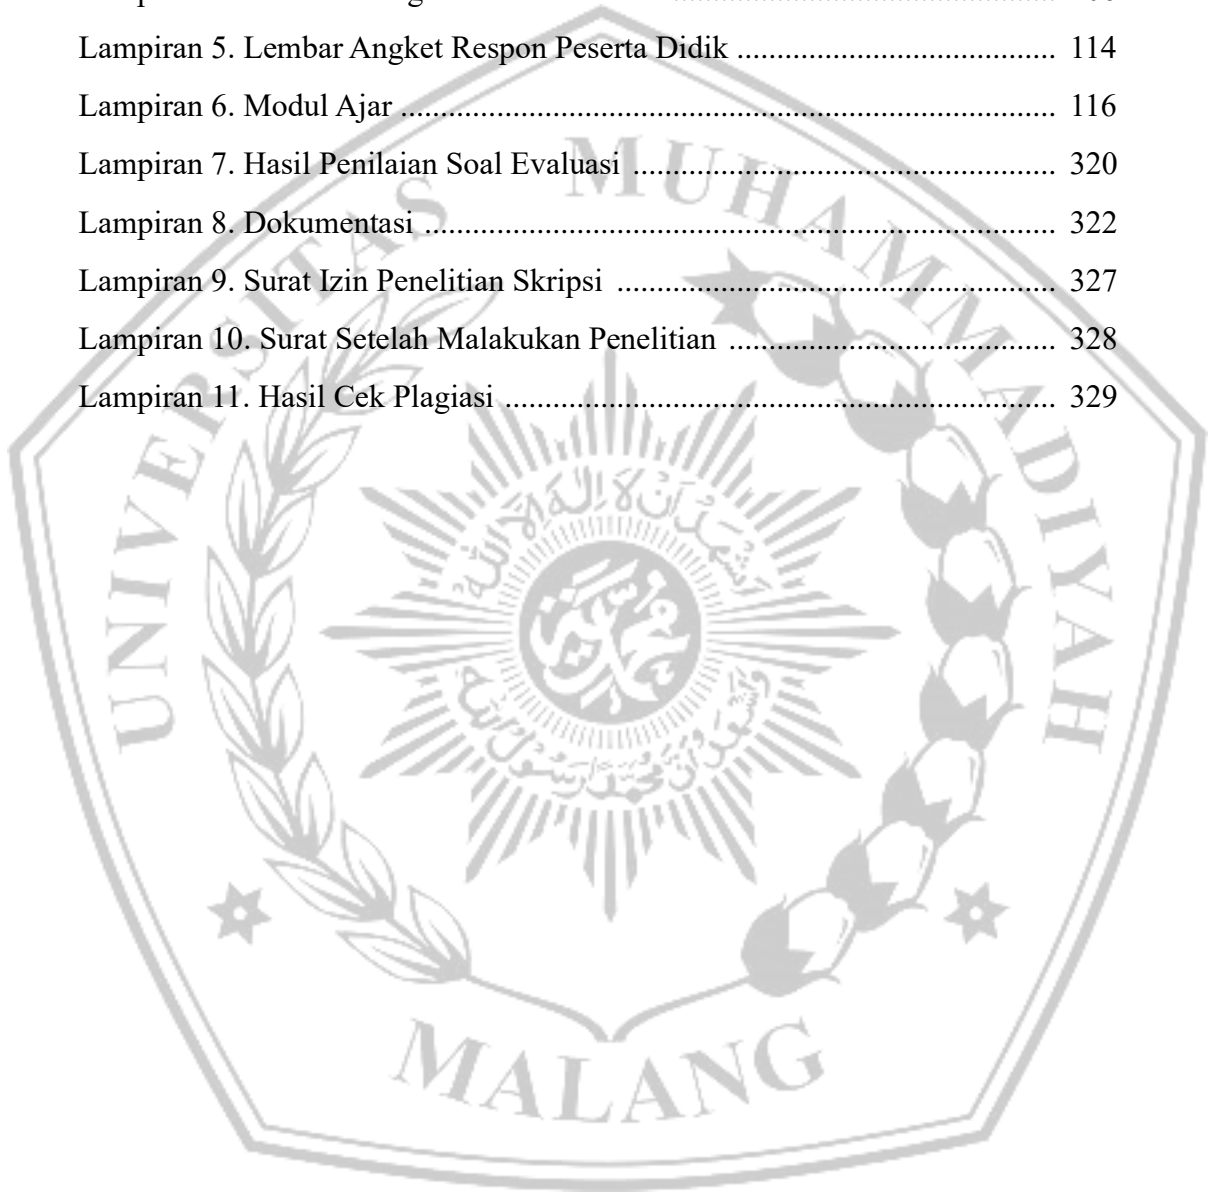 Lampiran 5. Lembar Angket Respon Peserta Didik ........................................ 114
Lampiran 6. Modul Ajar .................................................................................. 116
Lampiran 7. Hasil Penilaian Soal Evaluasi ..................................................... 320
Lampiran 8. Dokumentasi ............................................................................... 322
Lampiran 9. Surat Izin Penelitian Skripsi ....................................................... 327
Lampiran 10. Surat Setelah Malakukan Penelitian ......................................... 328
Lampiran 11. Hasil Cek Plagiasi ..................................................................... 329
UNIVERSITAS MUHAMMADIYAH
MALANG